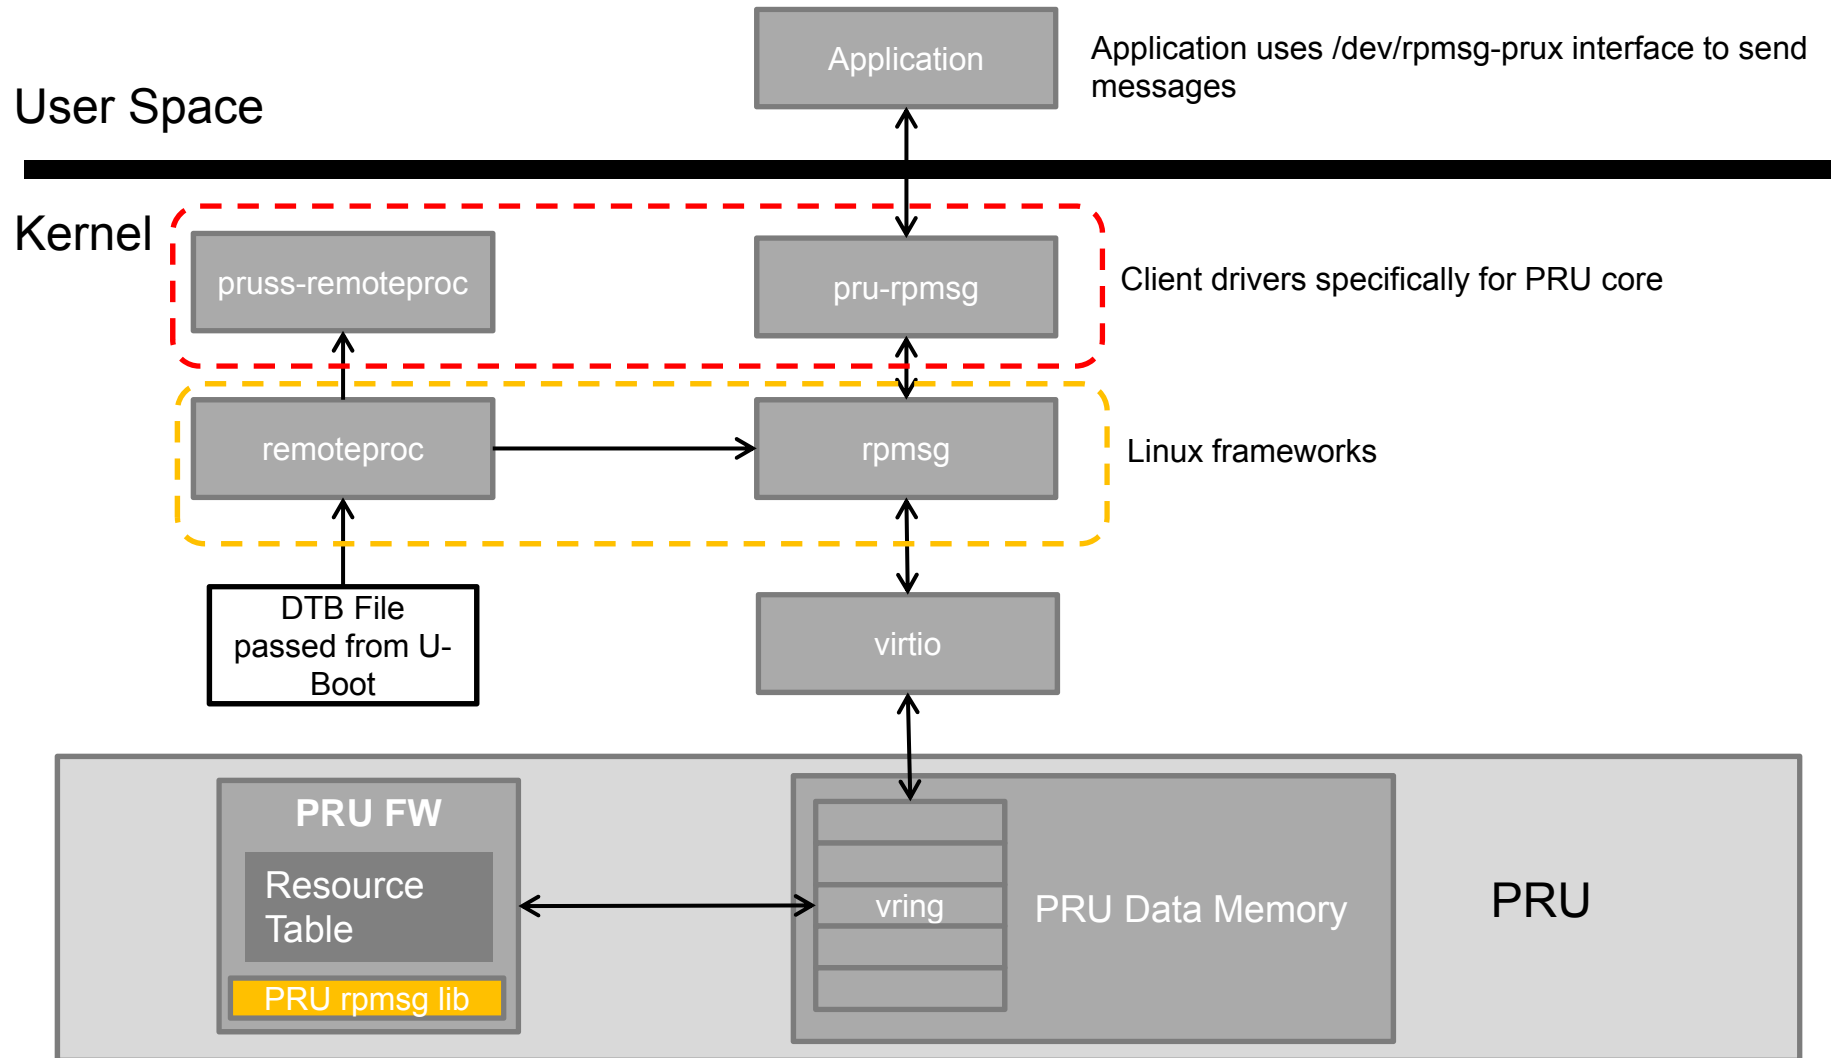 Application
Application uses /dev/rpmsg-prux interface to send
messages
User Space
Kernel
pruss-remoteproc
pru-rpmsg
Client drivers specifically for PRU core
remoteproc
rpmsg
Linux frameworks
DTB File
passed from U-
Boot
virtio
PRU FW
Resource
Table
PRU rpmsg lib
vring
PRU Data Memory
PRU